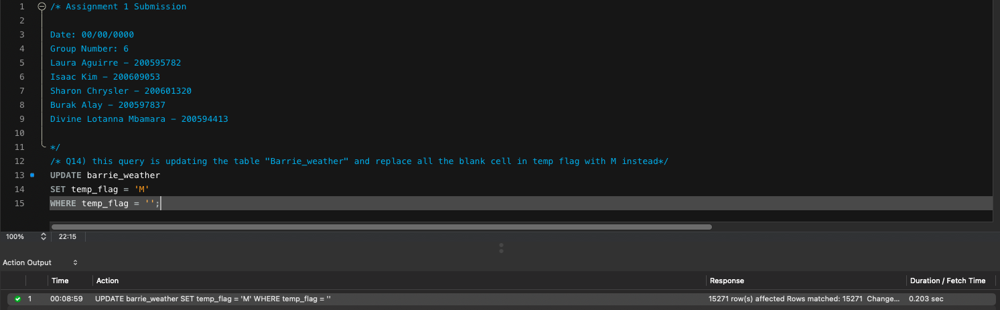 1 /* Assignment 1 Submission
2
3 Date: 00/00/0000
4 Group Number: 6
5 Laura Aguirre – 200595782
6 Isaac Kim – 200609053
7 Sharon Chrysler – 200601320
8 Burak Alay – 200597837
9 Divine Lotanna Mbamara – 200594413
10
11 */
12 /* Q14) this query is updating the table "Barrie_weather" and replace all the blank cell in temp flag with M instead*/
13 UPDATE barrie_weather
14 SET temp_flag = 'M'
15 WHERE temp_flag = '';
100% 22:15
Action Output
Time Action Response Duration / Fetch Time
1 00:08:59 UPDATE barrie_weather SET temp_flag = 'M' WHERE temp_flag = '' 15271 row(s) affected Rows matched: 15271 Change... 0.203 sec